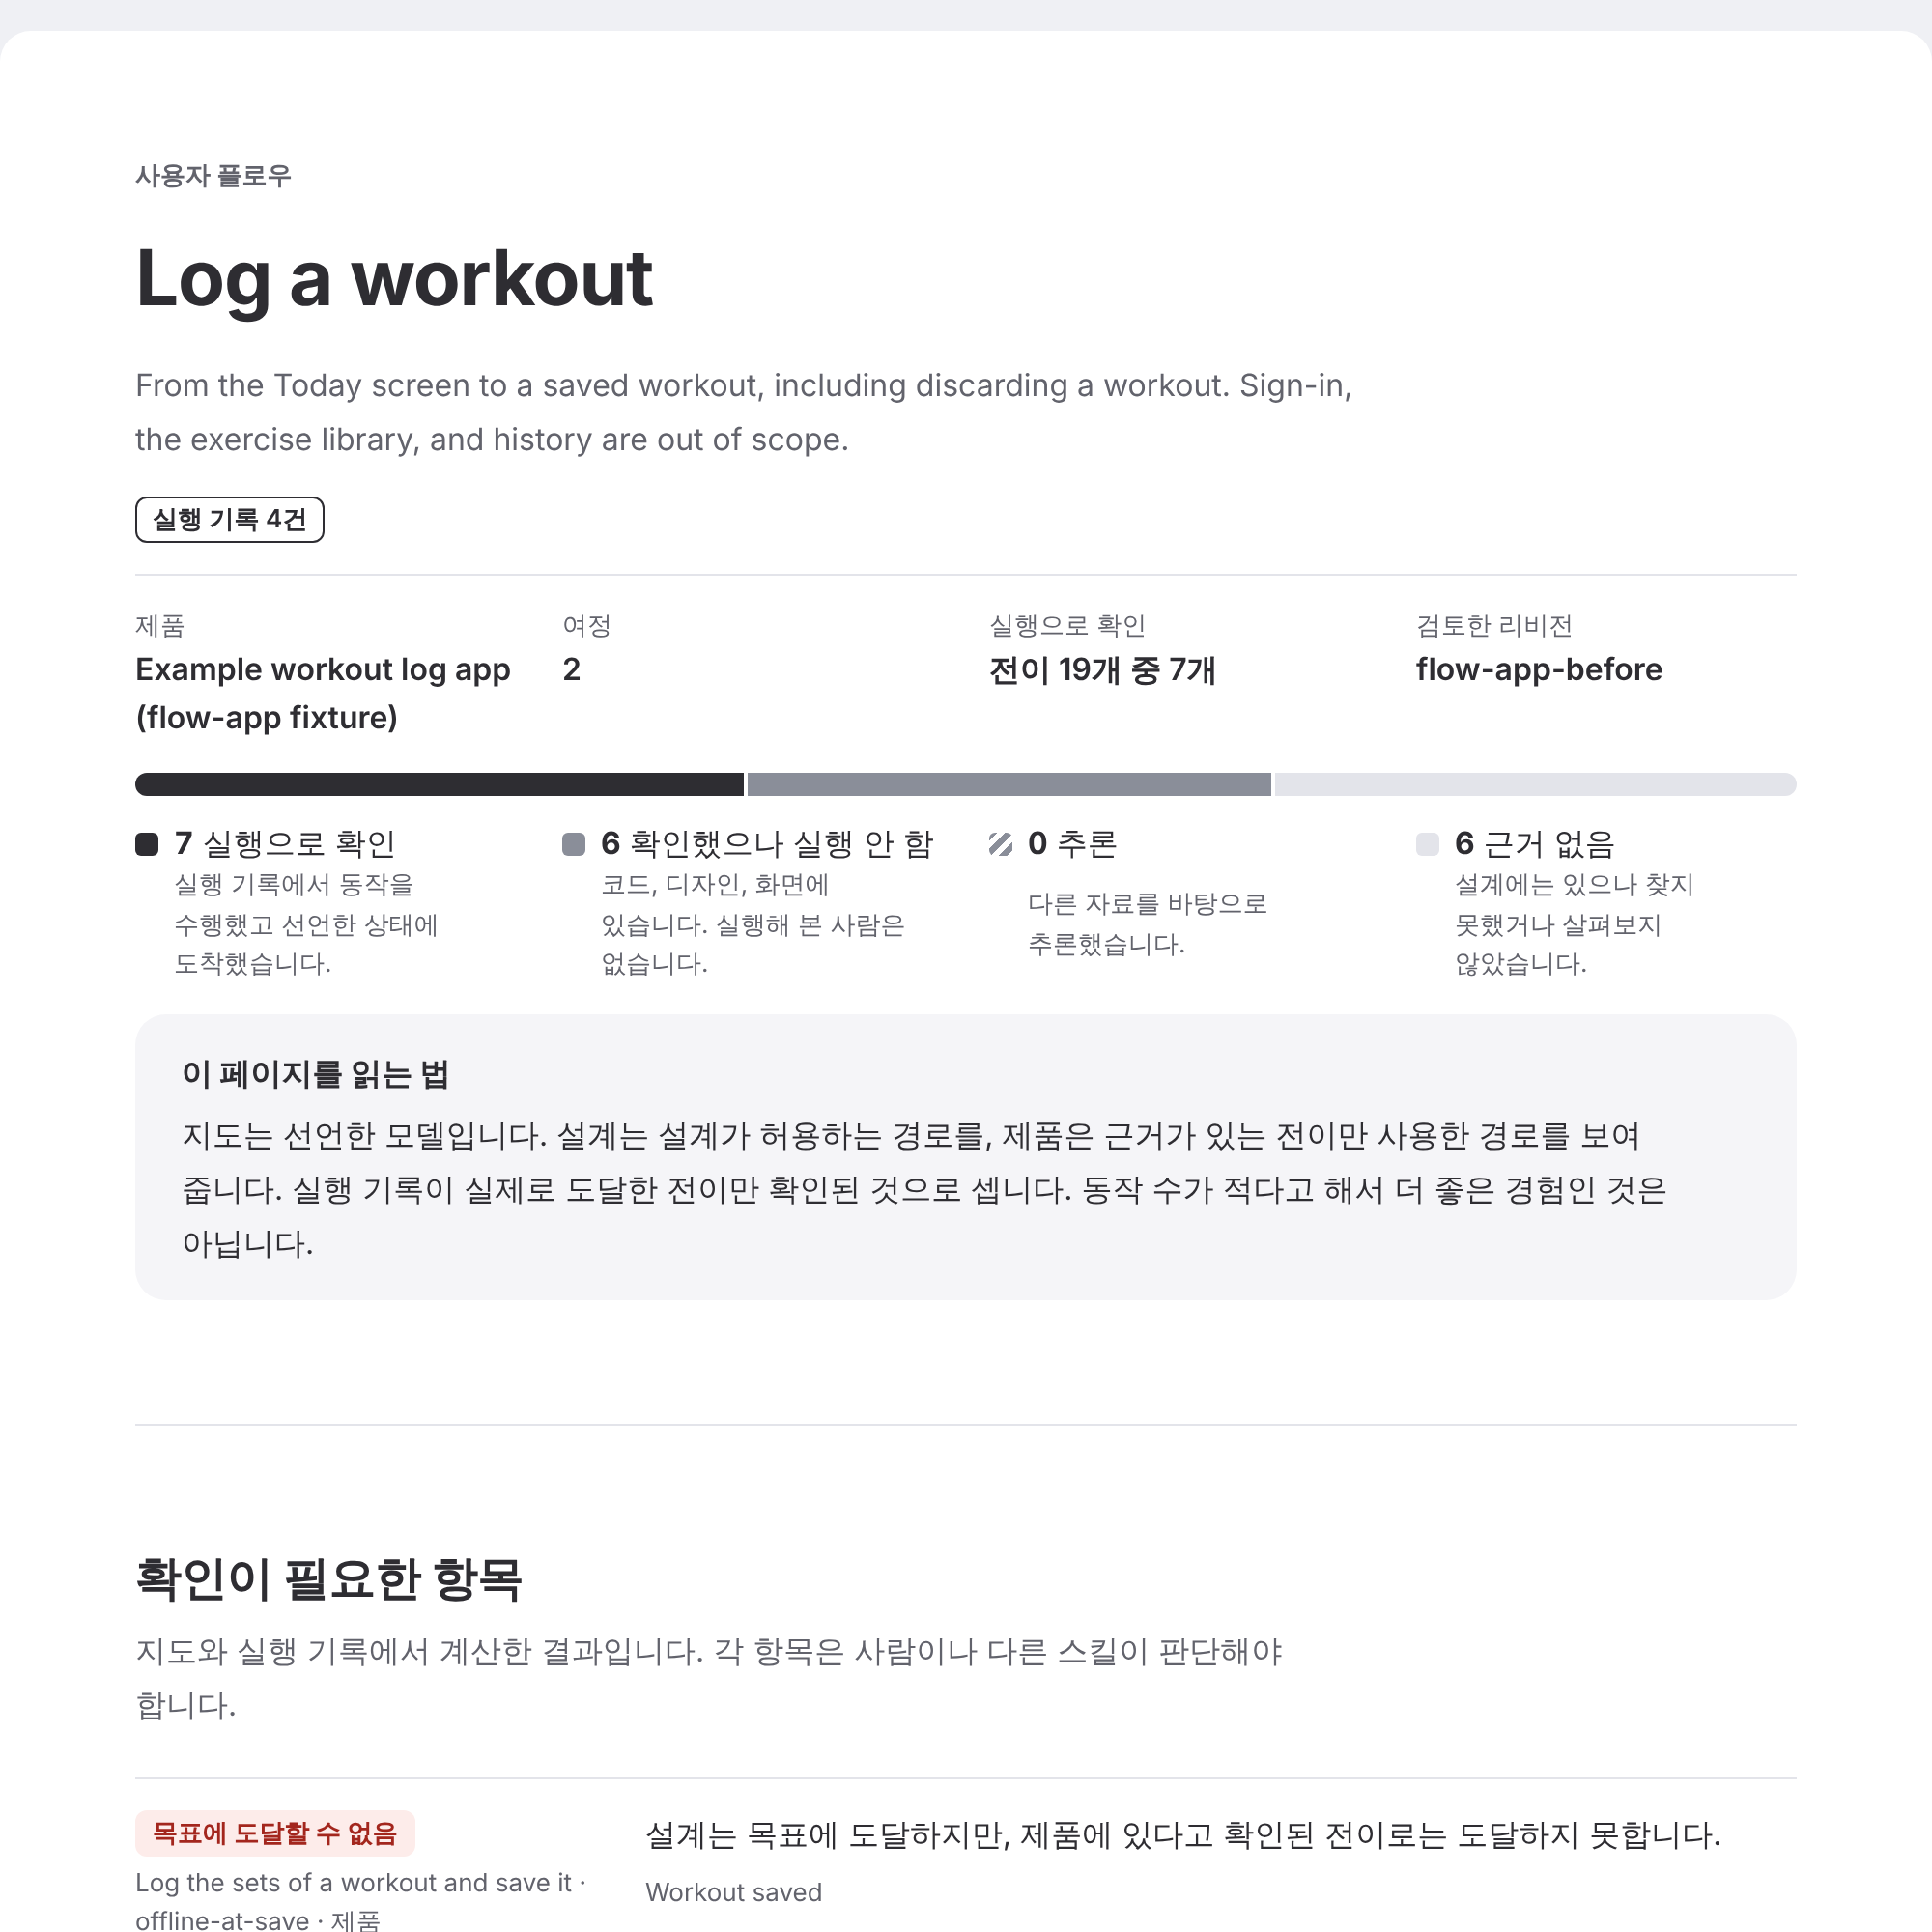 사용자 플로우
Log a workout
From the Today screen to a saved workout, including discarding a workout. Sign-in,
the exercise library, and history are out of scope.
실행 기록 4건
제품
Example workout log app
(flow-app fixture)
여정
2
실행으로 확인
전이 19개 중 7개
검토한 리비전
flow-app-before
7 실행으로 확인
실행 기록에서 동작을
수행했고 선언한 상태에
도착했습니다.
6 확인했으나 실행 안 함
코드, 디자인, 화면에
있습니다. 실행해 본 사람은
없습니다.
0 추론
다른 자료를 바탕으로
추론했습니다.
6 근거 없음
설계에는 있으나 찾지
못했거나 살펴보지
않았습니다.
이 페이지를 읽는 법
지도는 선언한 모델입니다. 설계는 설계가 허용하는 경로를, 제품은 근거가 있는 전이만 사용한 경로를 보여
줍니다. 실행 기록이 실제로 도달한 전이만 확인된 것으로 셉니다. 동작 수가 적다고 해서 더 좋은 경험인 것은
아닙니다.
확인이 필요한 항목
지도와 실행 기록에서 계산한 결과입니다. 각 항목은 사람이나 다른 스킬이 판단해야
합니다.
목표에 도달할 수 없음
Log the sets of a workout and save it ·
offline-at-save · 제품
설계는 목표에 도달하지만, 제품에 있다고 확인된 전이로는 도달하지 못합니다.
Workout saved